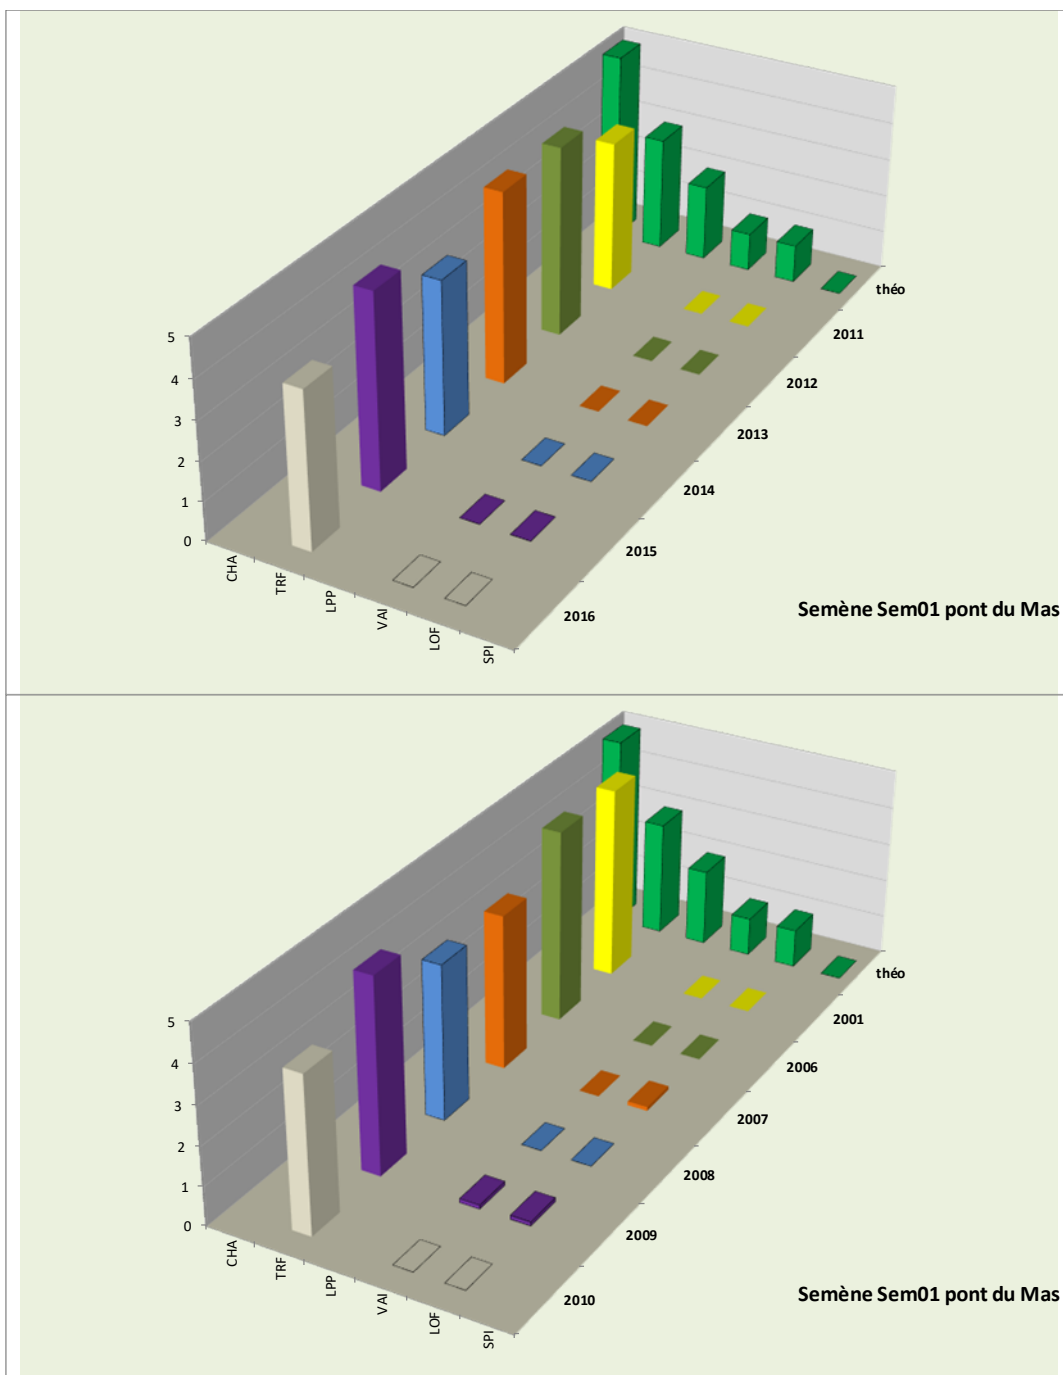 5
4
3
2
1
0
CHA
TRF
LPP
VAI
LOF
SPI
théo
2011
2012
2013
2014
2015
2016
Semène Sem01 pont du Mas
5
4
3
2
1
0
CHA
TRF
LPP
VAI
LOF
SPI
théo
2001
2006
2007
2008
2009
2010
Semène Sem01 pont du Mas